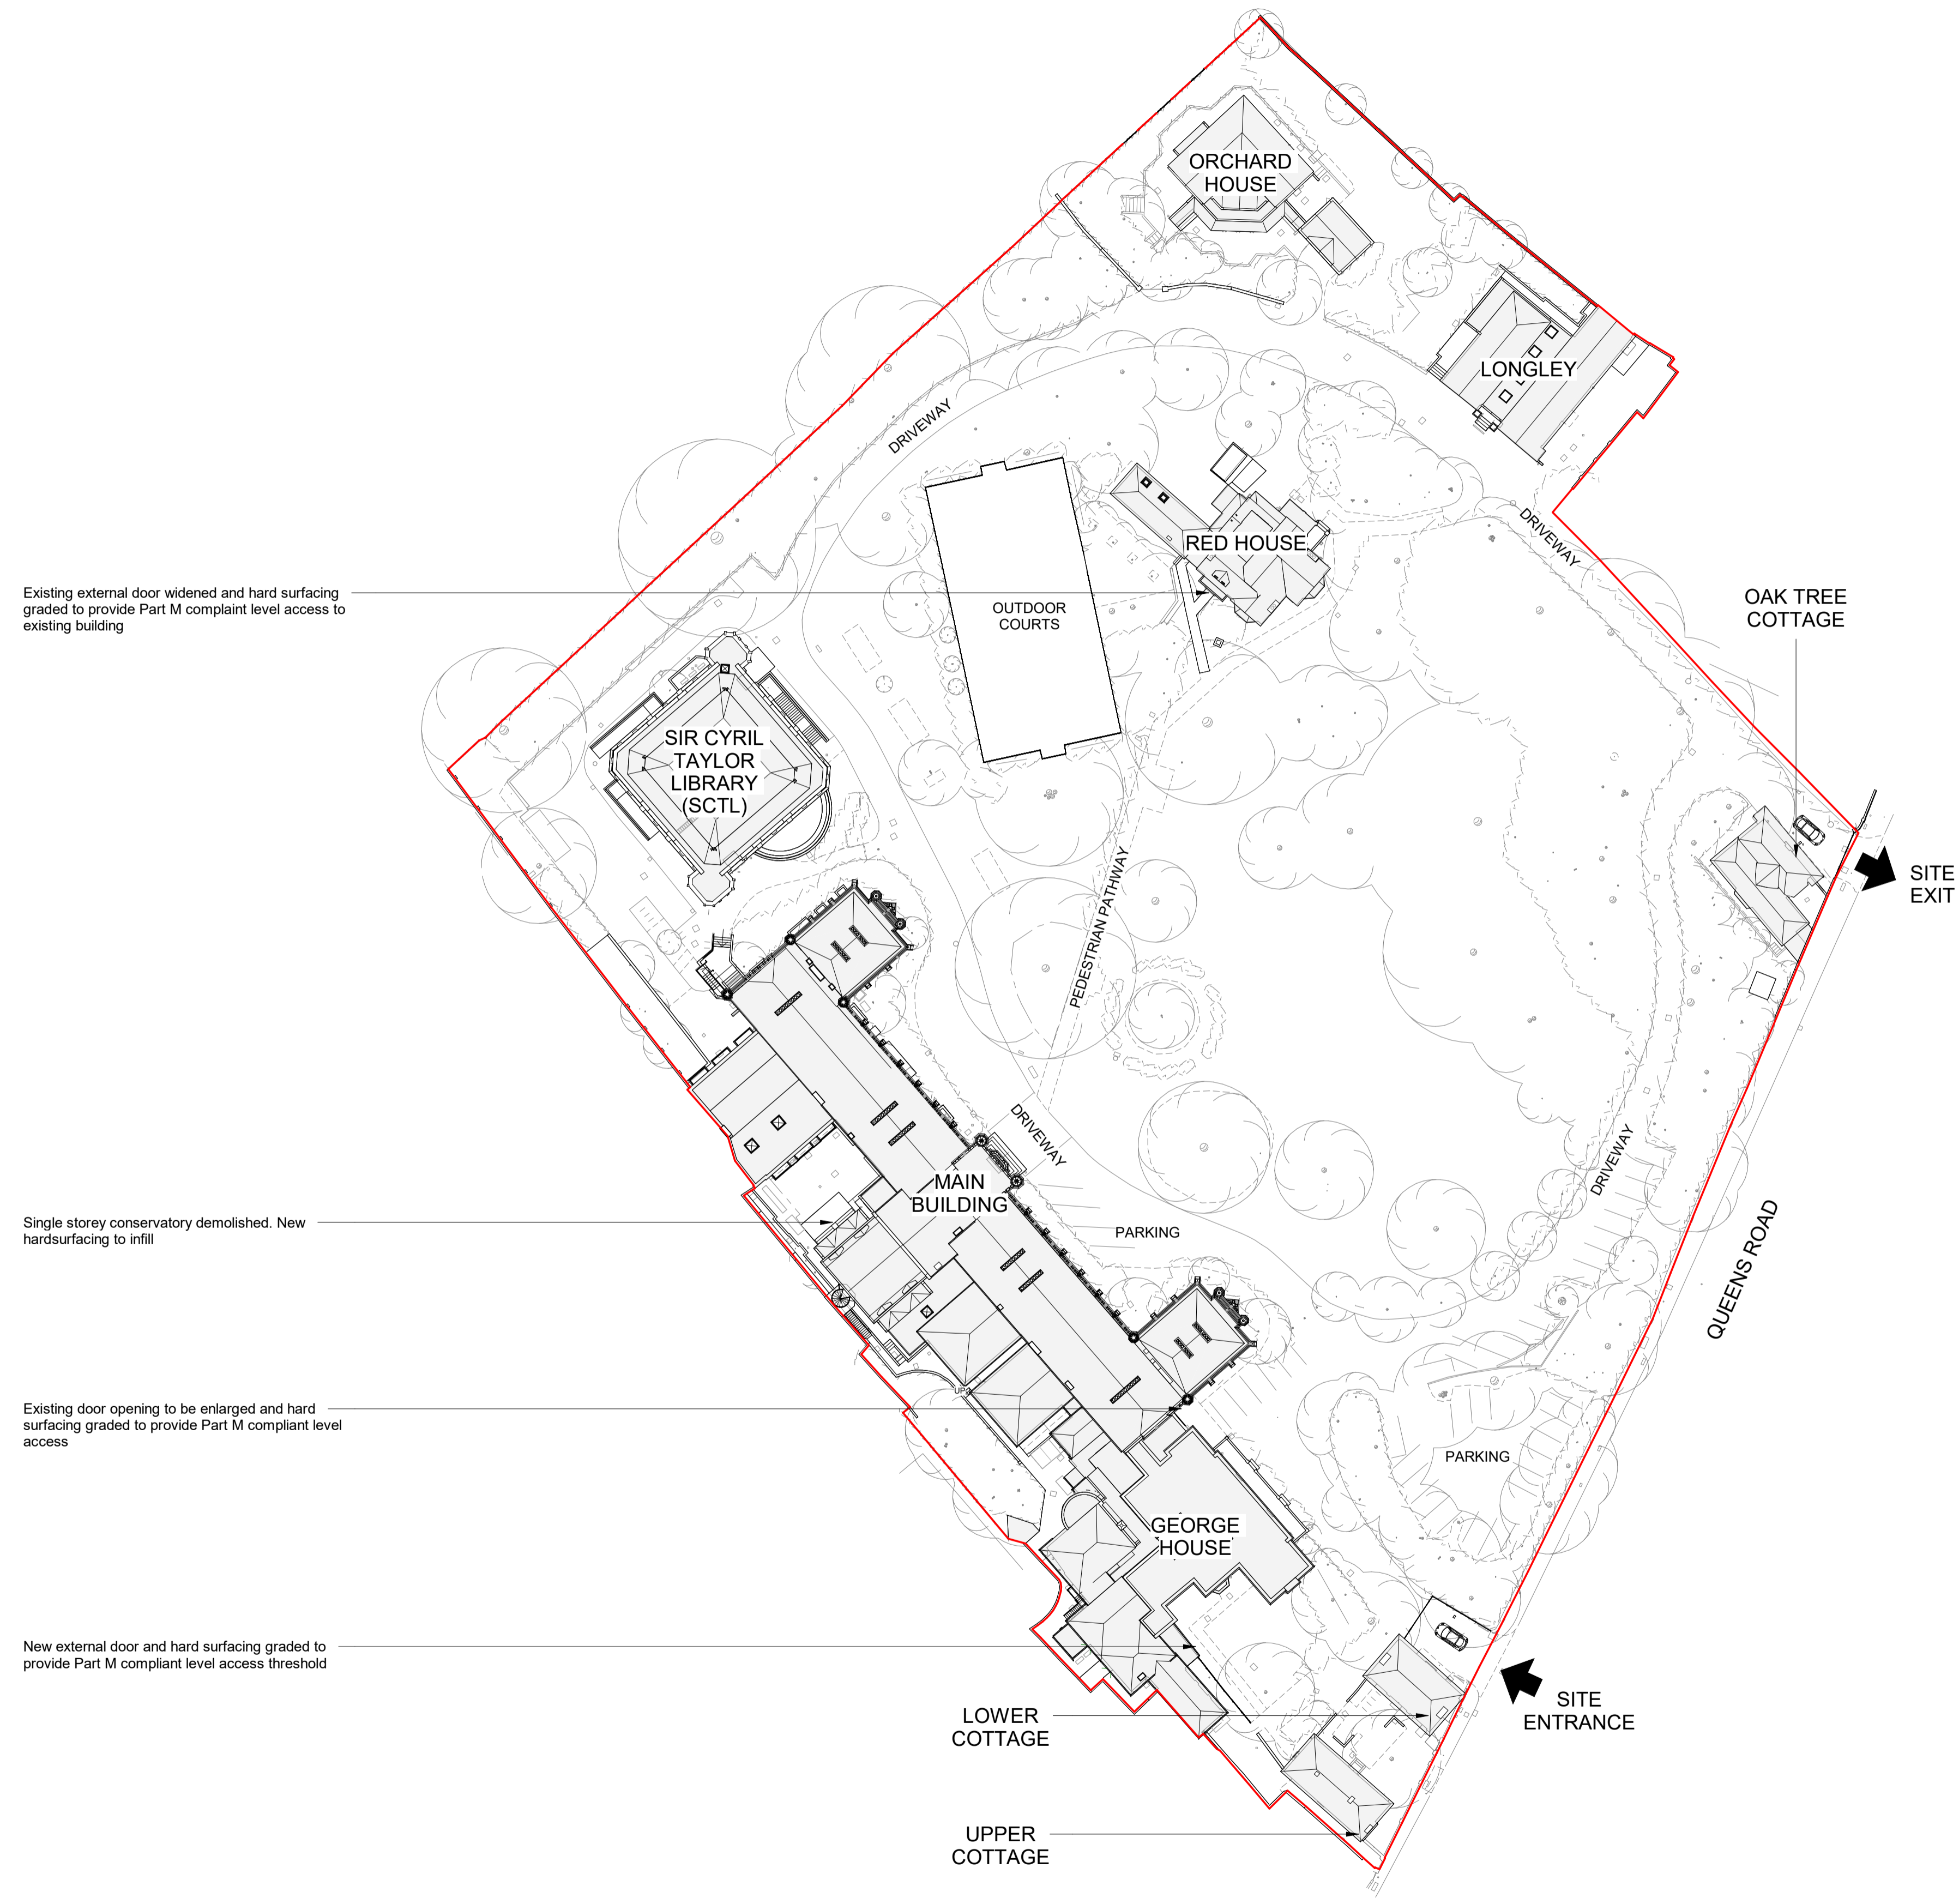 ORCHARD
HOUSE
LONGLEY
DRIVEWAY
RED HOUSE
DRIVEWAY
Existing external door widened and hard surfacing
graded to provide Part M complaint level access to
existing building
OUTDOOR
COURTS
OAK TREE
COTTAGE
SIR CYRIL
TAYLOR
LIBRARY
(SCTL)
SITE
EXIT
PEDESTRIAN PATHWAY
DRIVEWAY
DRIVEWAY
MAIN
BUILDING
Single storey conservatory demolished. New
hardsurfacing to infill
PARKING
QUEENS ROAD
UP
Existing door opening to be enlarged and hard
surfacing graded to provide Part M compliant level
access
PARKING
GEORGE
HOUSE
New external door and hard surfacing graded to
provide Part M compliant level access threshold
LOWER
COTTAGE
SITE
ENTRANCE
UPPER
COTTAGE